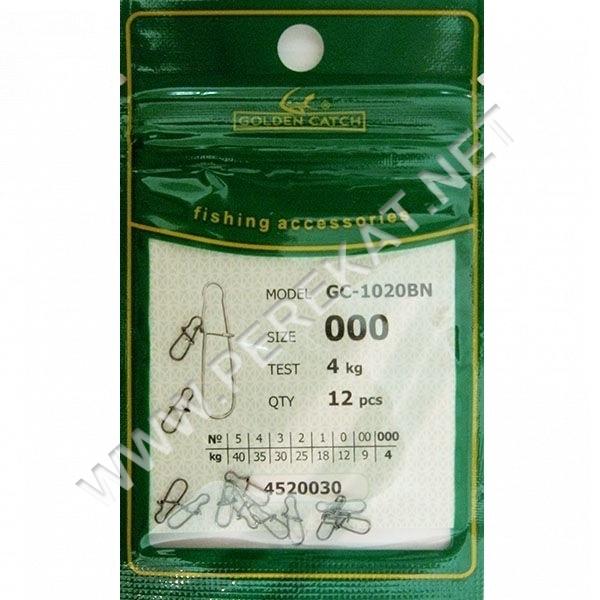 GOLDEN CATCH ®
fishing accessories
MODEL GC-1020BN
SIZE 000
TEST 4 kg
QTY 12 pcs
№ 5 4 3 2 1 0 00 000
kg 40 35 30 25 18 12 9 4
4520030
WWW.PEREKAT.NET